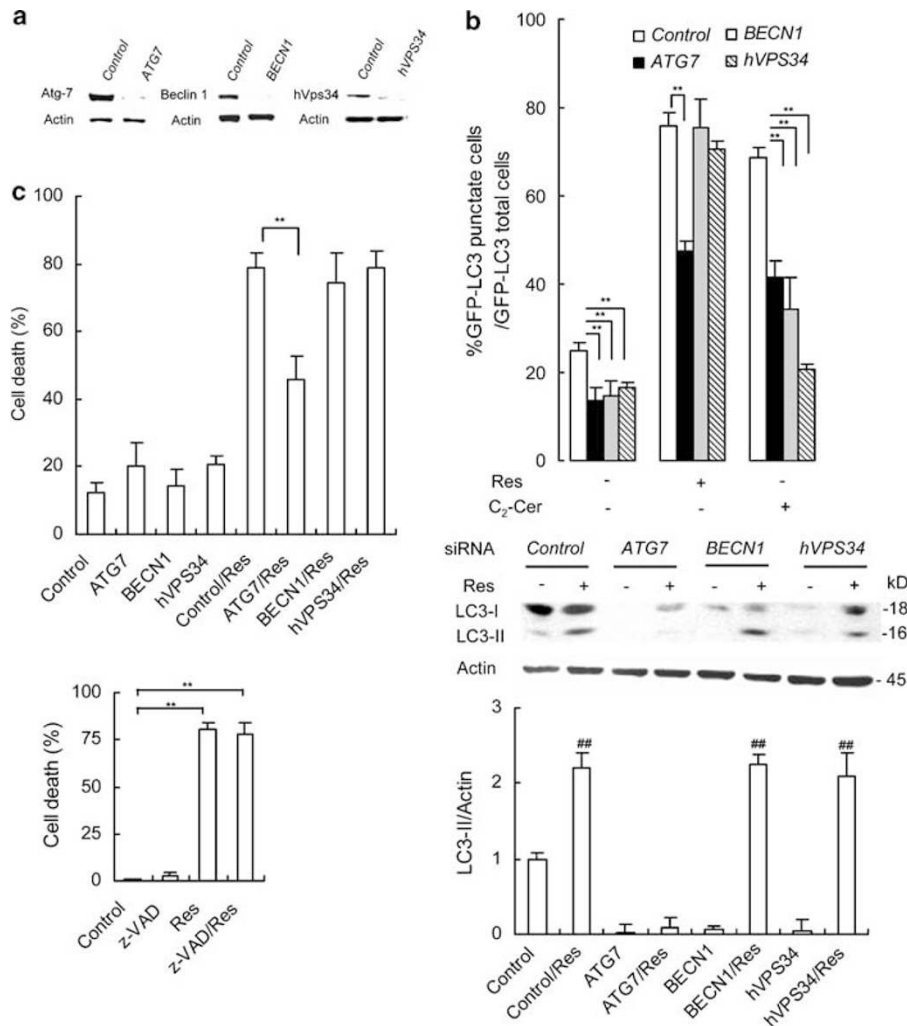 a
Control
ATG7
Control
BECN1
Control
hVPS34
Atg-7
Beclin 1
hVps34
Actin
Actin
Actin
b
100
80
60
40
20
0
%GFP-LC3 punctate cells
/GFP-LC3 total cells
Control
BECN1
ATG7
hVPS34
**
**
**
**
**
**
**
Res - + -
C₂-Cer - - +
siRNA Control ATG7 BECN1 hVPS34
Res - + - + - + - + kD
LC3-I -18
LC3-II -16
Actin - 45
3
2
1
0
LC3-II/Actin
##
##
##
Control
Control/Res
ATG7
ATG7/Res
BECN1
BECN1/Res
hVPS34
hVPS34/Res
c
100
80
60
40
20
0
Cell death (%)
**
Control
ATG7
BECN1
hVPS34
Control/Res
ATG7/Res
BECN1/Res
hVPS34/Res
100
75
50
25
0
Cell death (%)
**
**
Control
z-VAD
Res
z-VAD/Res